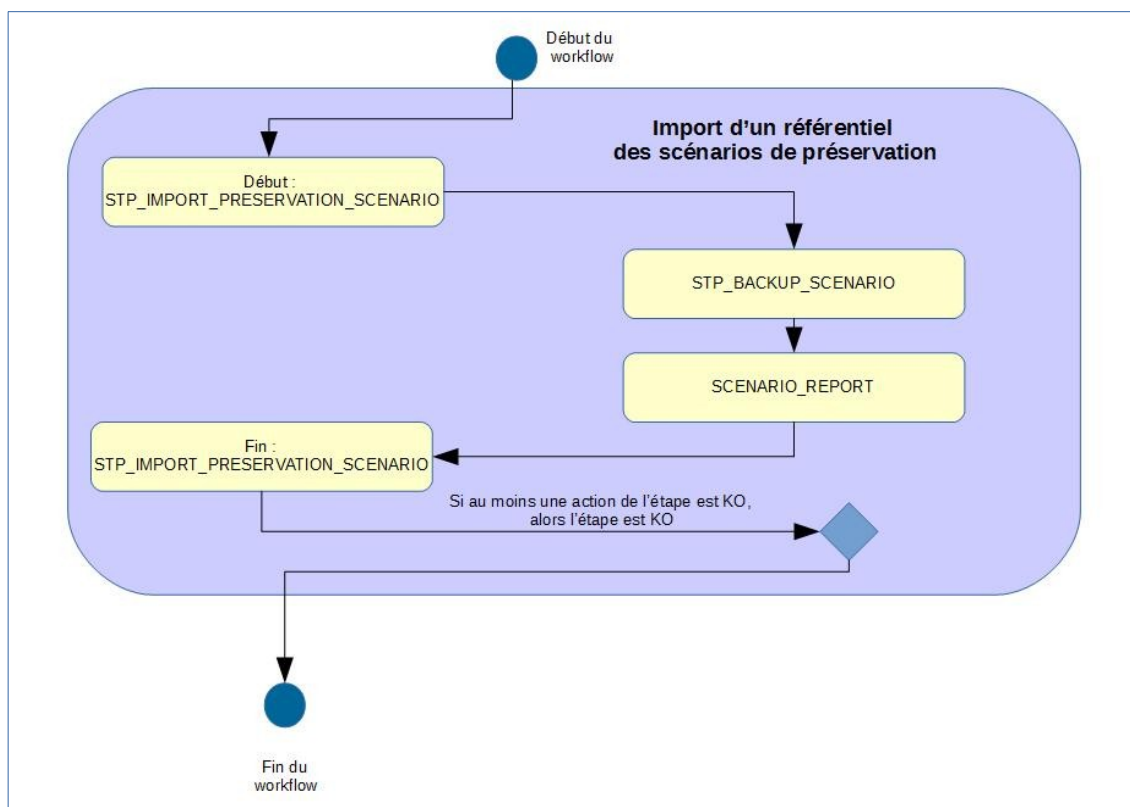 Début du
workflow
Import d’un référentiel
des scénarios de préservation
Début :
STP_IMPORT_PRESERVATION_SCENARIO
STP_BACKUP_SCENARIO
SCENARIO_REPORT
Fin :
STP_IMPORT_PRESERVATION_SCENARIO
Si au moins une action de l’étape est KO,
alors l’étape est KO
Fin du
workflow